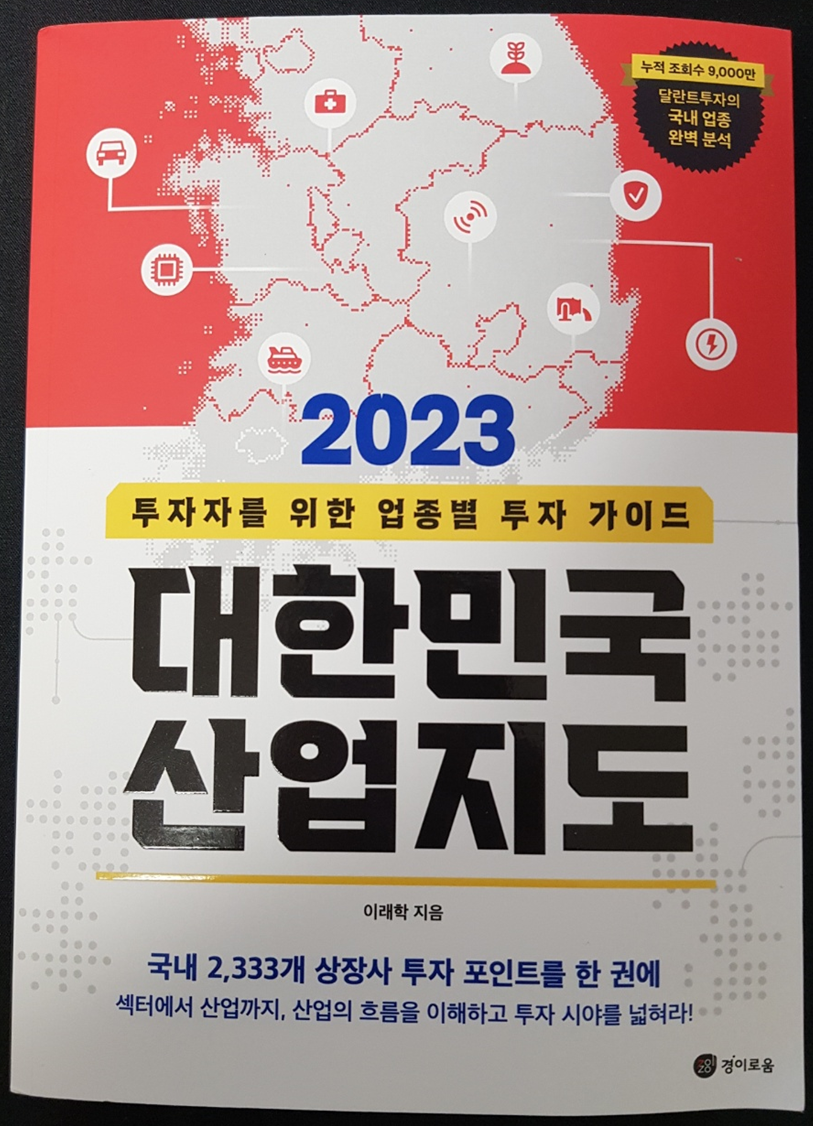 누적 조회수 9,000만
달란트투자의
국내 업종
완벽 분석
2023
투자자를 위한 업종별 투자 가이드
대한민국
산업지도
이래학 지음
국내 2,333개 상장사 투자 포인트를 한 권에
섹터에서 산업까지, 산업의 흐름을 이해하고 투자 시야를 넓혀라!
경이로움